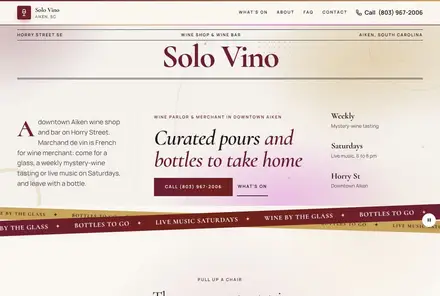 Solo Vino
AIKEN, SC
WHAT'S ON ABOUT FAQ CONTACT Call (803) 967-2006
HORRY STREET SE WINE SHOP & WINE BAR AIKEN, SOUTH CAROLINA
Solo Vino
A downtown Aiken wine shop
and bar on Horry Street.
Marchand de vin is French
for wine merchant: come for a
glass, a weekly mystery-wine
tasting or live music on Saturdays,
and leave with a bottle.
WINE PARLOR & MERCHANT IN DOWNTOWN AIKEN
Curated pours and
bottles to take home
CALL (803) 967-2006 WHAT'S ON
Weekly
Mystery-wine tasting
Saturdays
Live music, 5 to 8 pm
Horry St
Downtown Aiken
BY THE GLASS BOTTLES TO GO LIVE MUSIC SATURDAYS WINE BY THE GLASS BOTTLES TO GO
PULL UP A CHAIR